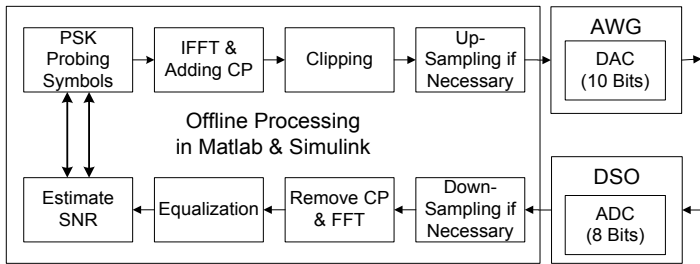 PSK
Probing
Symbols
IFFT &
Adding CP
Clipping
Up-
Sampling if
Necessary
AWG
DAC
(10 Bits)
Offline Processing
in Matlab & Simulink
Estimate
SNR
Equalization
Remove CP
& FFT
Down-
Sampling if
Necessary
DSO
ADC
(8 Bits)